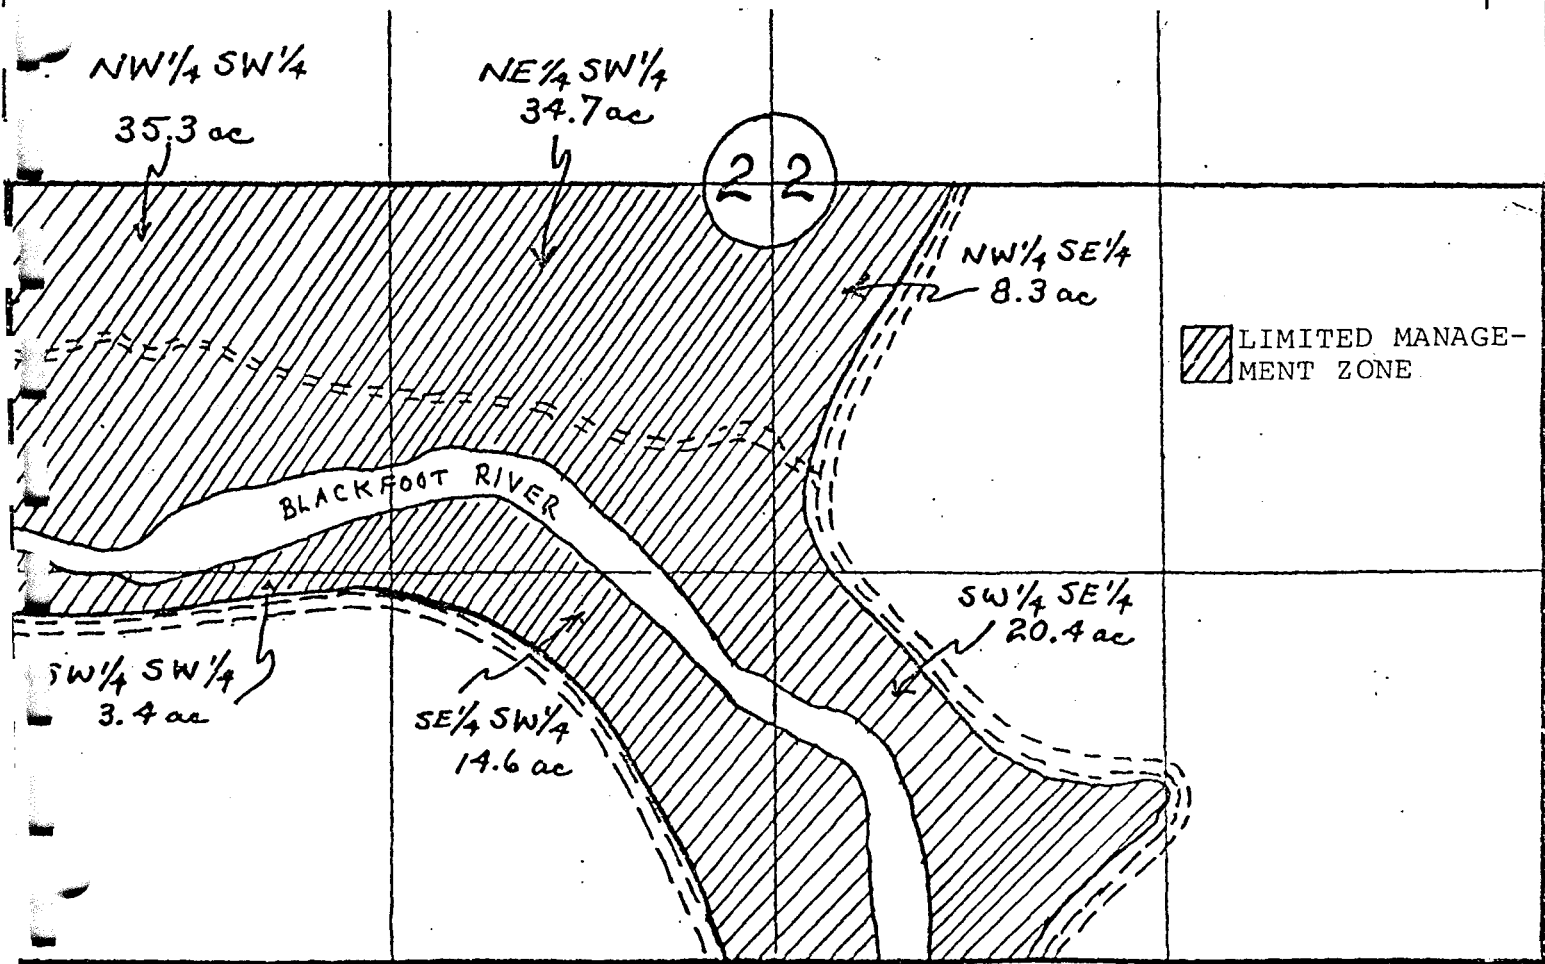 NW1/4 SW1/4
35.3 ac
NE1/4 SW1/4
34.7 ac
22
NW1/4 SE1/4
8.3 ac
LIMITED MANAGE-
MENT ZONE
BLACKFOOT RIVER
SW1/4 SE1/4
20.4 ac
SW1/4 SW1/4
3.4 ac
SE1/4 SW1/4
14.6 ac